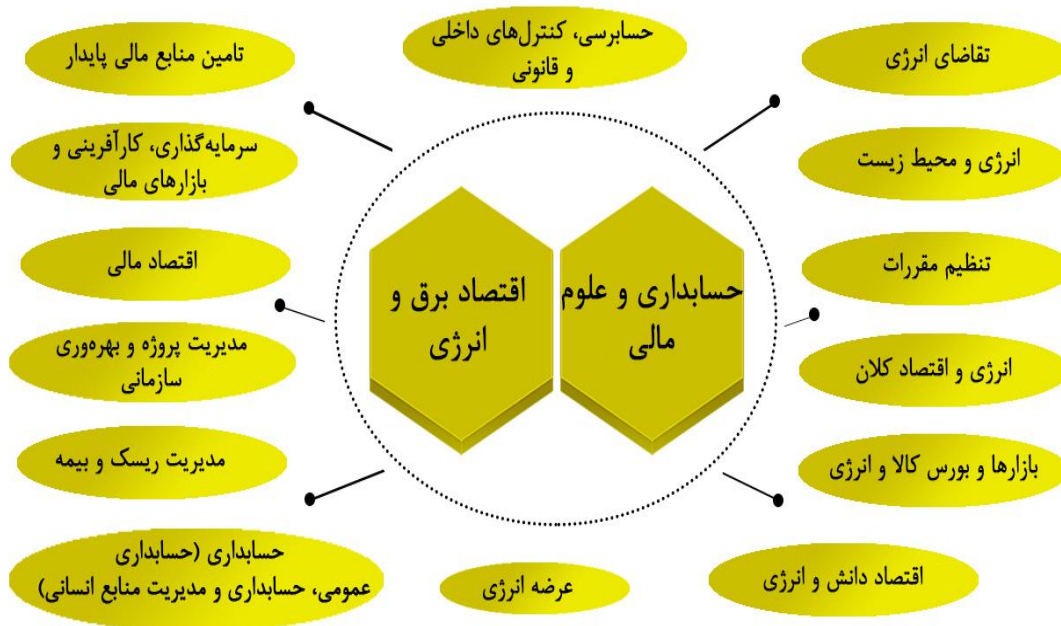 حسابرسی، کنترل‌های داخلی
و قانونی
تقاضای انرژی
انرژی و محیط زیست
تنظیم مقررات
انرژی و اقتصاد کلان
بازارها و بورس کالا و انرژی
اقتصاد دانش و انرژی
حسابداری و علوم
مالی
اقتصاد برق و
انرژی
عرضه انرژی
تامین منابع مالی پایدار
سرمایه‌گذاری، کارآفرینی و
بازارهای مالی
اقتصاد مالی
مدیریت پروژه و بهره‌وری
سازمانی
مدیریت ریسک و بیمه
حسابداری (حسابداری
عمومی، حسابداری و مدیریت منابع انسانی)